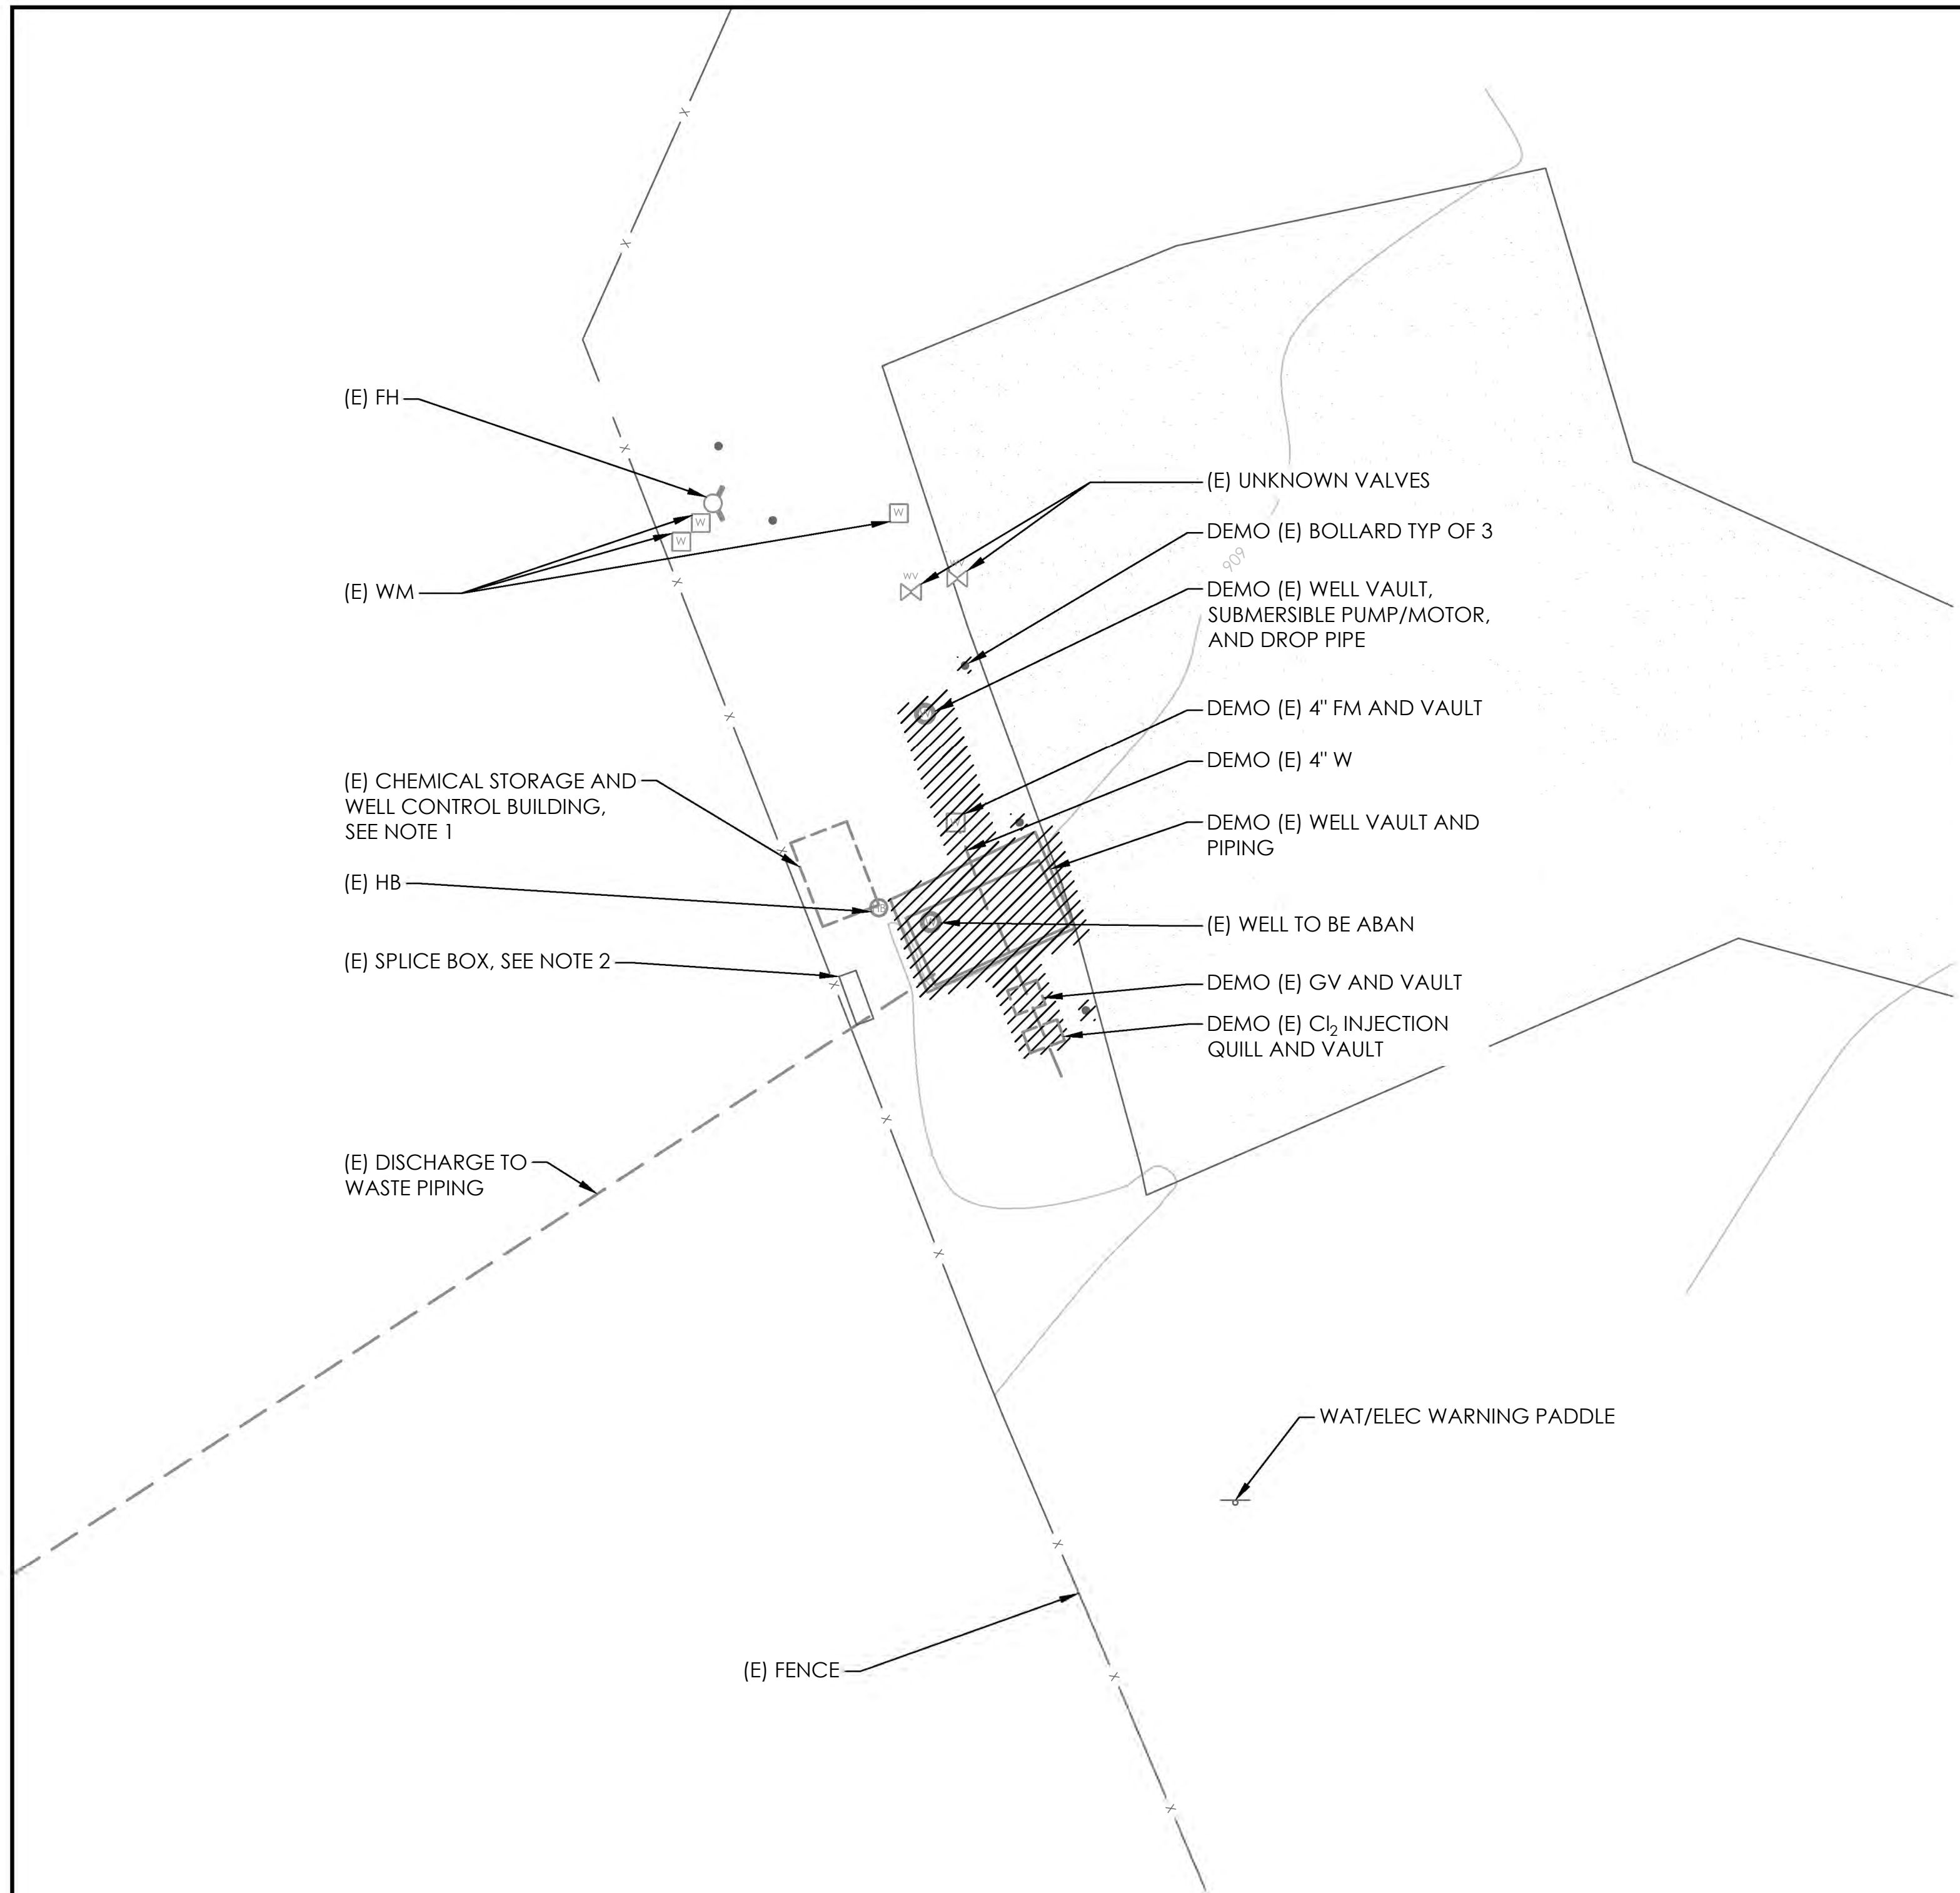 (E) FH
(E) WM
(E) CHEMICAL STORAGE AND
WELL CONTROL BUILDING,
SEE NOTE 1
(E) HB
(E) SPLICE BOX, SEE NOTE 2
(E) DISCHARGE TO
WASTE PIPING
(E) FENCE
(E) UNKNOWN VALVES
DEMO (E) BOLLARD TYP OF 3
DEMO (E) WELL VAULT,
SUBMERSIBLE PUMP/MOTOR,
AND DROP PIPE
DEMO (E) 4" FM AND VAULT
DEMO (E) 4" W
DEMO (E) WELL VAULT AND
PIPING
(E) WELL TO BE ABAN
DEMO (E) GV AND VAULT
DEMO (E) Cl₂ INJECTION
QUILL AND VAULT
WAT/ELEC WARNING PADDLE
W
W
W
WV
WV
W
HB
X
X
X
X
X
X
X
X
X
X
X
X